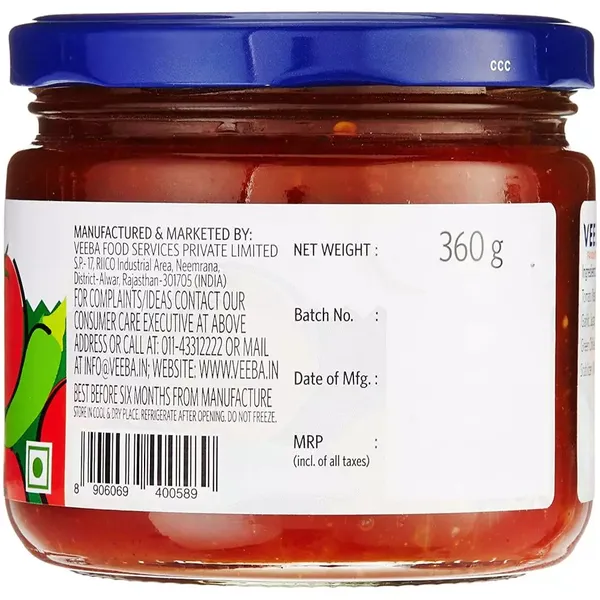 CCC
MANUFACTURED & MARKETED BY:
VEEBA FOOD SERVICES PRIVATE LIMITED
S.P.- 17, RIICO Industrial Area, Neemrana,
District-Alwar, Rajasthan-301705 (INDIA)
FOR COMPLAINTS/IDEAS CONTACT OUR
CONSUMER CARE EXECUTIVE AT ABOVE
ADDRESS OR CALL AT: 011-43312222 OR MAIL
AT INFO@VEEBA.IN; WEBSITE: WWW.VEEBA.IN
BEST BEFORE SIX MONTHS FROM MANUFACTURE
STORE IN COOL & DRY PLACE. REFRIGERATE AFTER OPENING. DO NOT FREEZE.
8 906069 400589
NET WEIGHT : 360 g
Batch No. :
Date of Mfg. :
MRP :
(incl. of all taxes)
VEEB